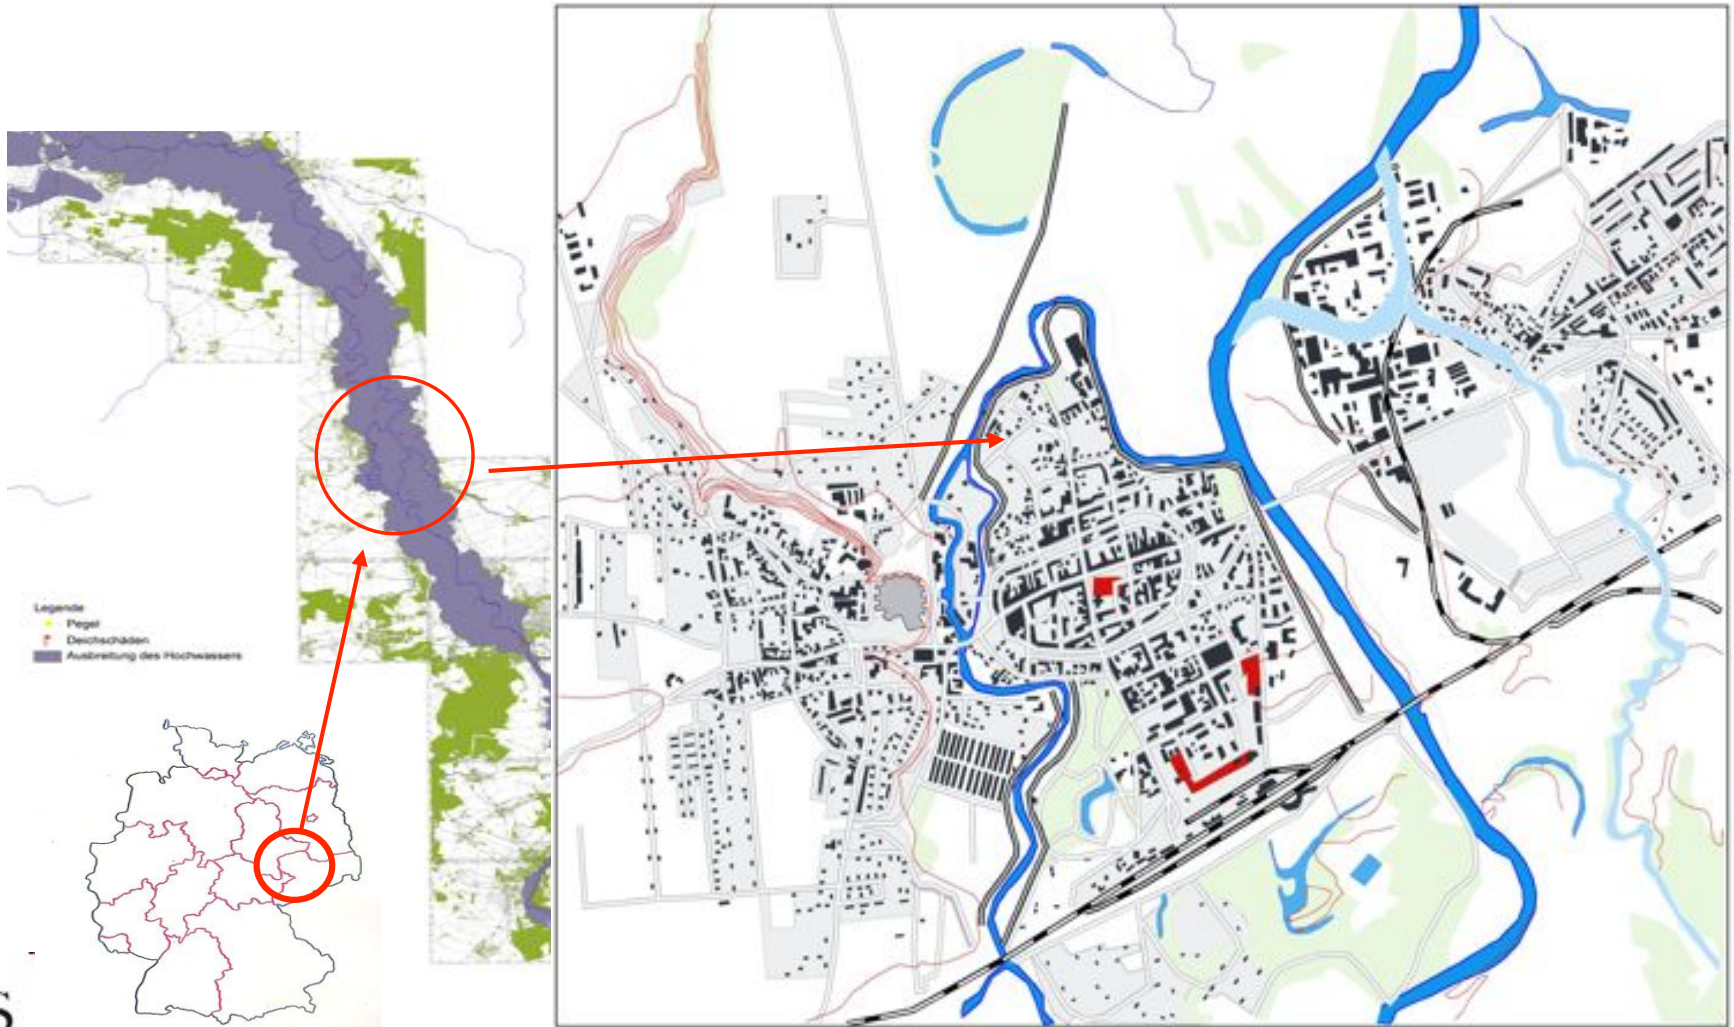 Legende
Pegel
Deichschäden
Ausbreitung des Hochwassers